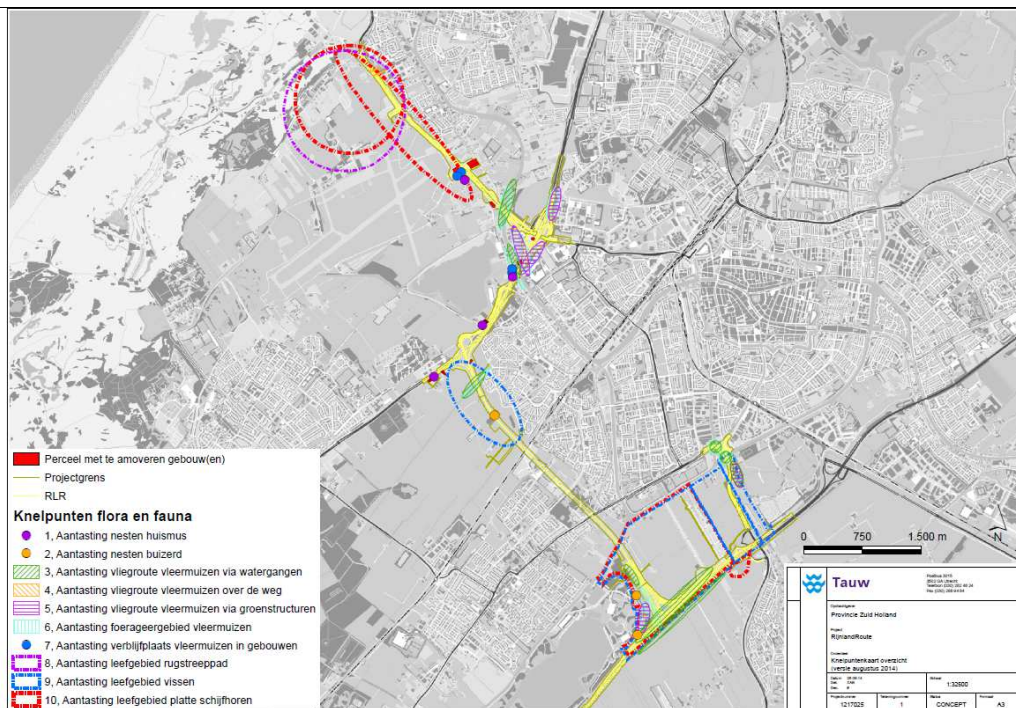 Perceel met te amoveren gebouw(en)
Projectgrens
RLR
Knelpunten flora en fauna
1, Aantasting nesten huismus
2, Aantasting nesten buizerd
3, Aantasting vliegroute vleermuizen via watergangen
4, Aantasting vliegroute vleermuizen over de weg
5, Aantasting vliegroute vleermuizen via groenstructuren
6, Aantasting foerageergebied vleermuizen
7, Aantasting verblijfplaats vleermuizen in gebouwen
8, Aantasting leefgebied rugstreeppad
9, Aantasting leefgebied vissen
10, Aantasting leefgebied platte schijfhoren
0 750 1.500 m
N
Tauw
Provincie Zuid Holland
Project
RijnlandRoute
Knelpuntenkaart overzicht
(versie augustus 2014)
1:32500
1217025 1 CONCEPT A3